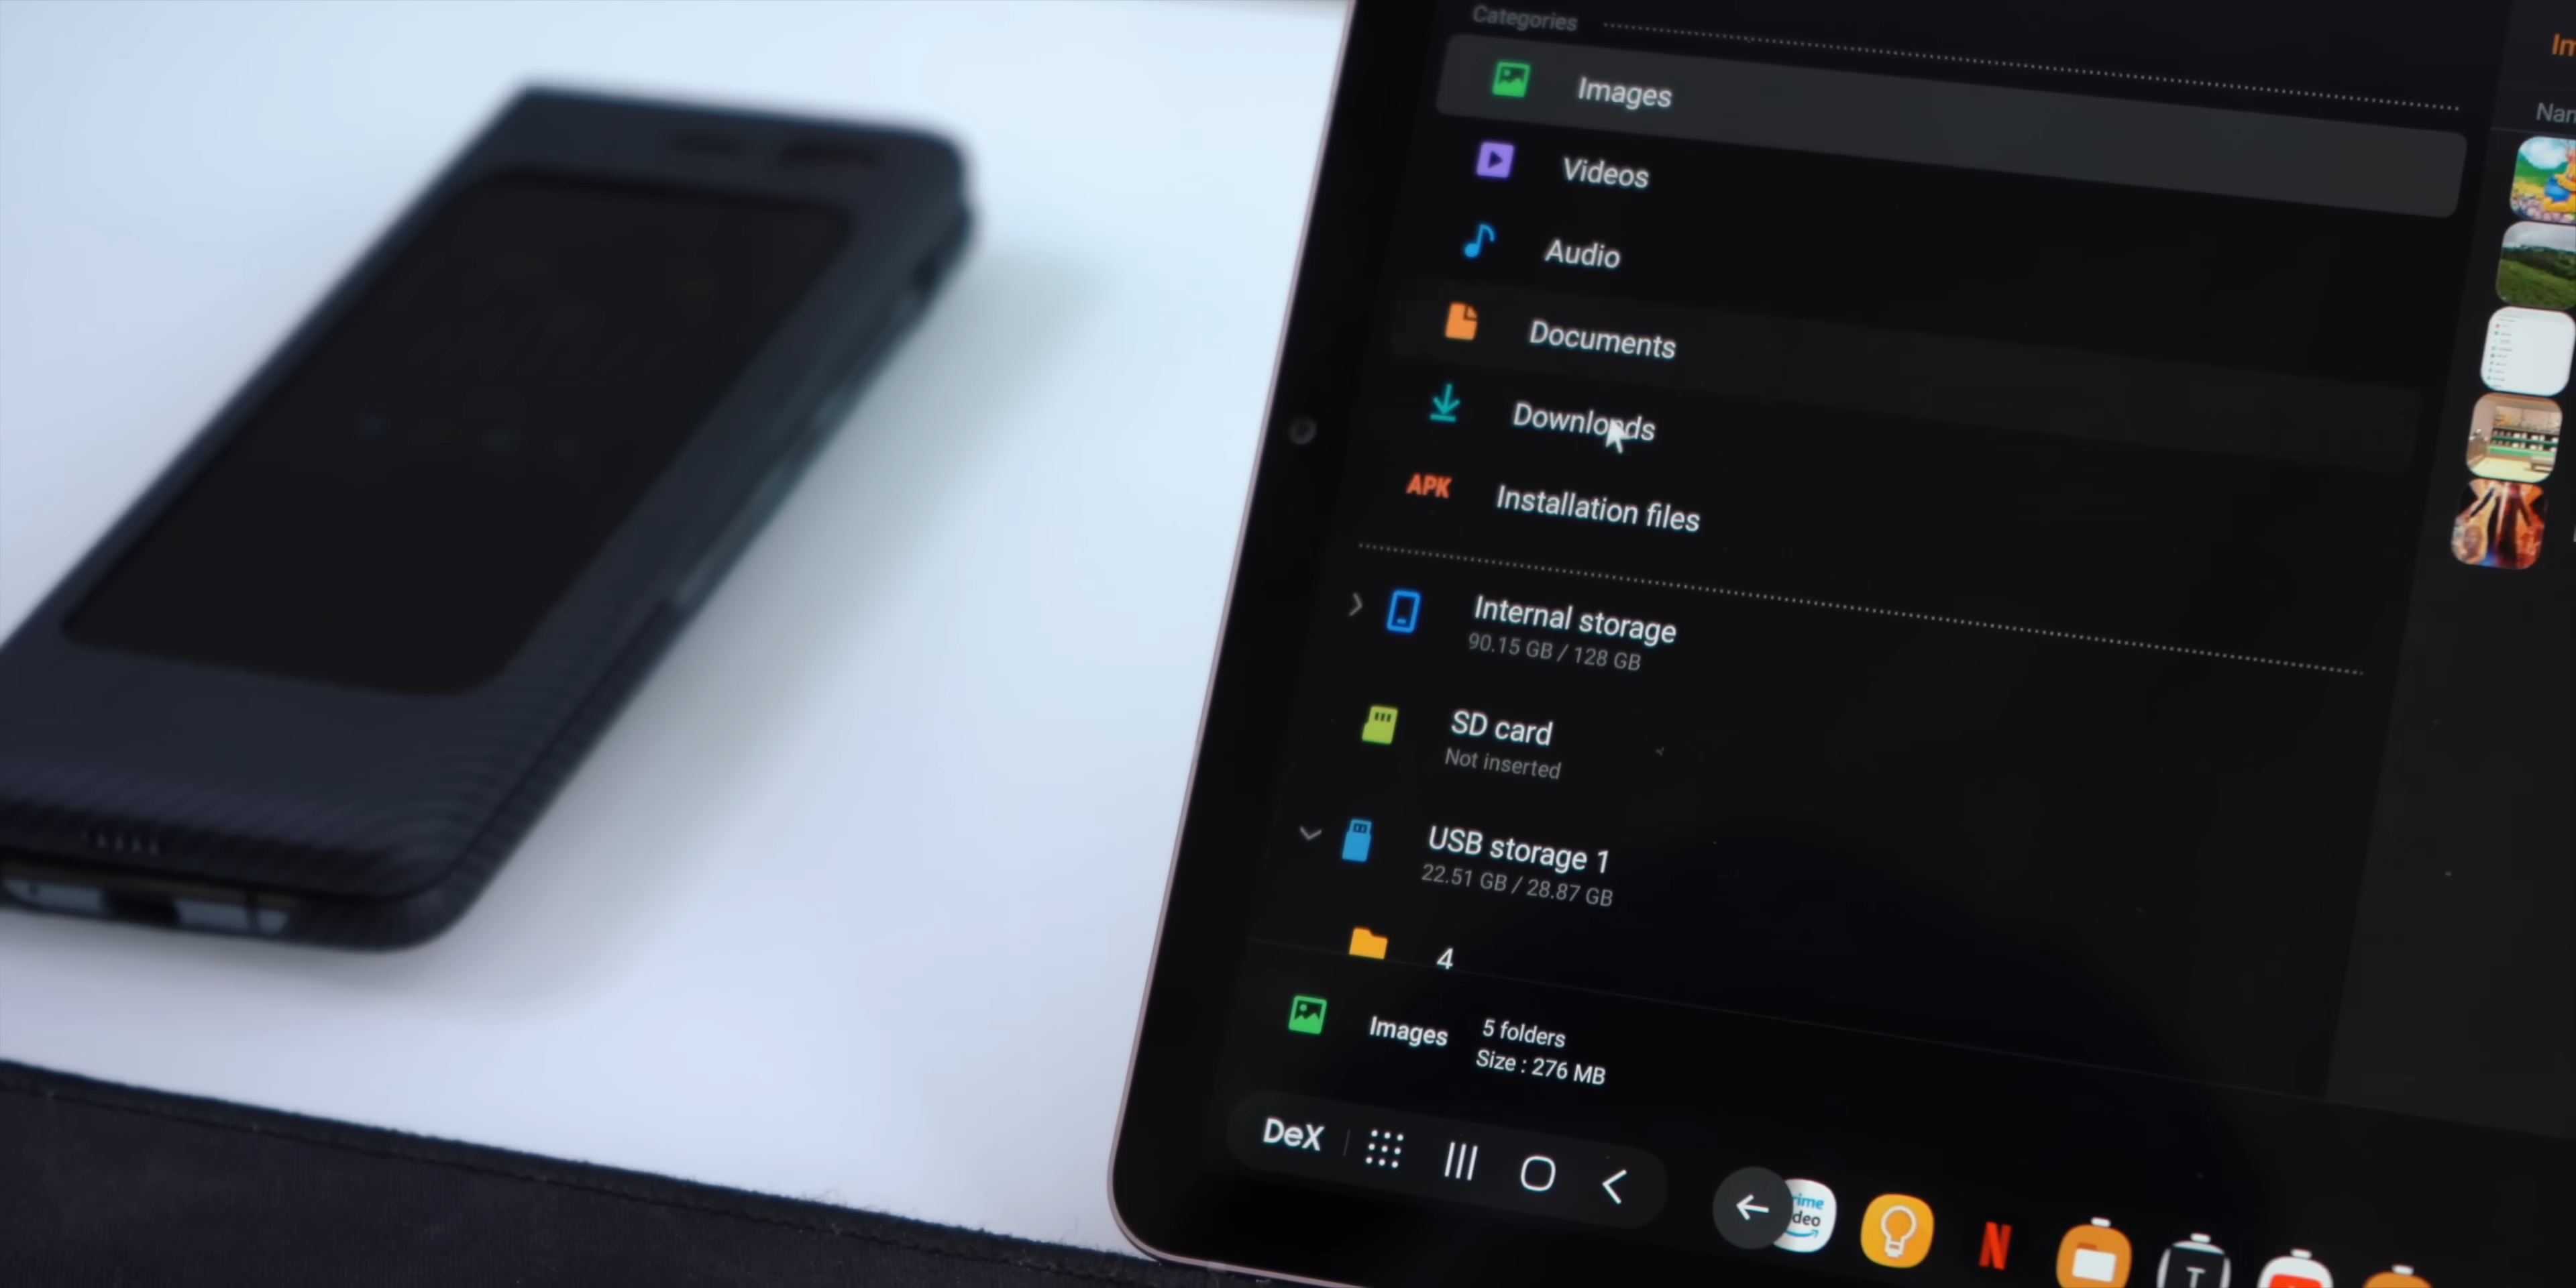 Categories
Images
Videos
Audio
Documents
Downloads
APK Installation files
Internal storage
90.15 GB / 128 GB
SD card
Not inserted
USB storage 1
22.51 GB / 28.87 GB
4
Images
5 folders
Size : 276 MB
DeX
N
T